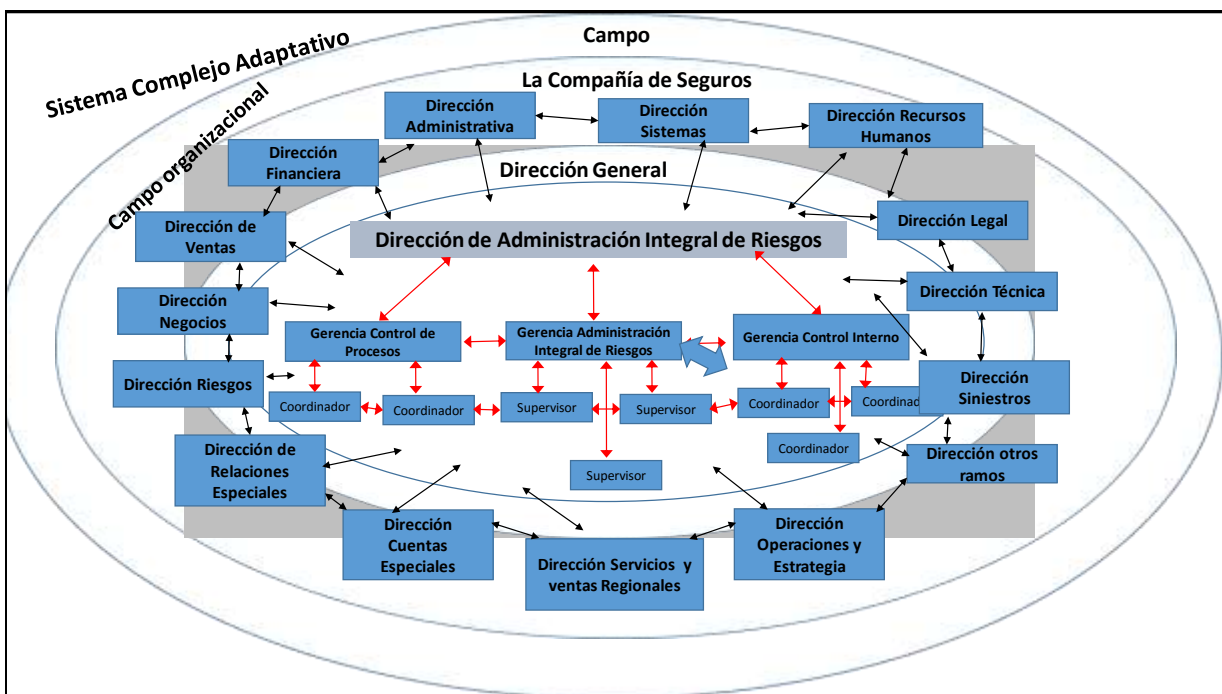 Sistema Complejo Adaptativo
Campo
Campo organizacional
La Compañía de Seguros
Dirección
Administrativa
Dirección
Sistemas
Dirección Recursos
Humanos
Dirección
Financiera
Dirección General
Dirección de
Ventas
Dirección Legal
Dirección de Administración Integral de Riesgos
Dirección
Negocios
Dirección Técnica
Gerencia Control de
Procesos
Gerencia Administración
Integral de Riesgos
Gerencia Control Interno
Dirección Riesgos
Dirección
Siniestros
Coordinador
Coordinador
Supervisor
Supervisor
Coordinador
Coordinad
Dirección de
Relaciones
Especiales
Supervisor
Coordinador
Dirección otros
ramos
Dirección
Cuentas
Especiales
Dirección Servicios y
ventas Regionales
Dirección
Operaciones y
Estrategia